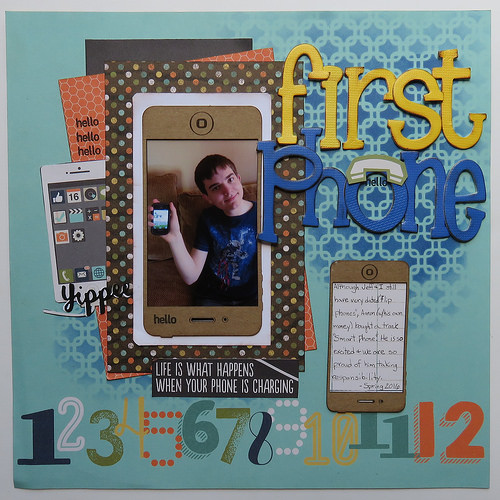 first
phone
hello
hello
hello
hello
16
Yippee
hello
Although Jeff & I still
have very dated flip
phones, Aaron (w/his own
money) bought a track
Smart phone! He is so
excited & we are so
proud of him taking
responsibility.
- Spring 2016
LIFE IS WHAT HAPPENS
WHEN YOUR PHONE IS CHARGING
1 2 3 4 5 6 7 8 9 10 11 12